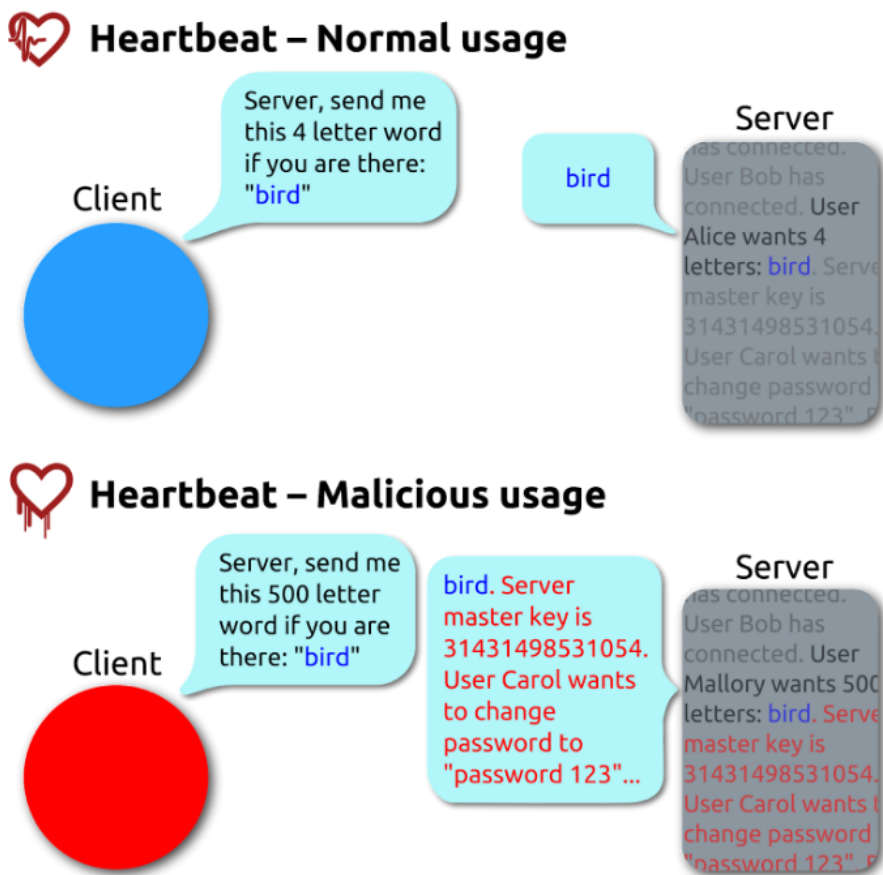 Heartbeat – Normal usage
Server, send me
this 4 letter word
if you are there:
"bird"
Client
bird
Server
has connected.
User Bob has
connected. User
Alice wants 4
letters: bird. Serve
master key is
31431498531054.
User Carol wants t
change password
"password 123".
Heartbeat – Malicious usage
Server, send me
this 500 letter
word if you are
there: "bird"
Client
bird. Server
master key is
31431498531054.
User Carol wants
to change
password to
"password 123"...
Server
has connected.
User Bob has
connected. User
Mallory wants 500
letters: bird. Serve
master key is
31431498531054.
User Carol wants t
change password
"password 123".